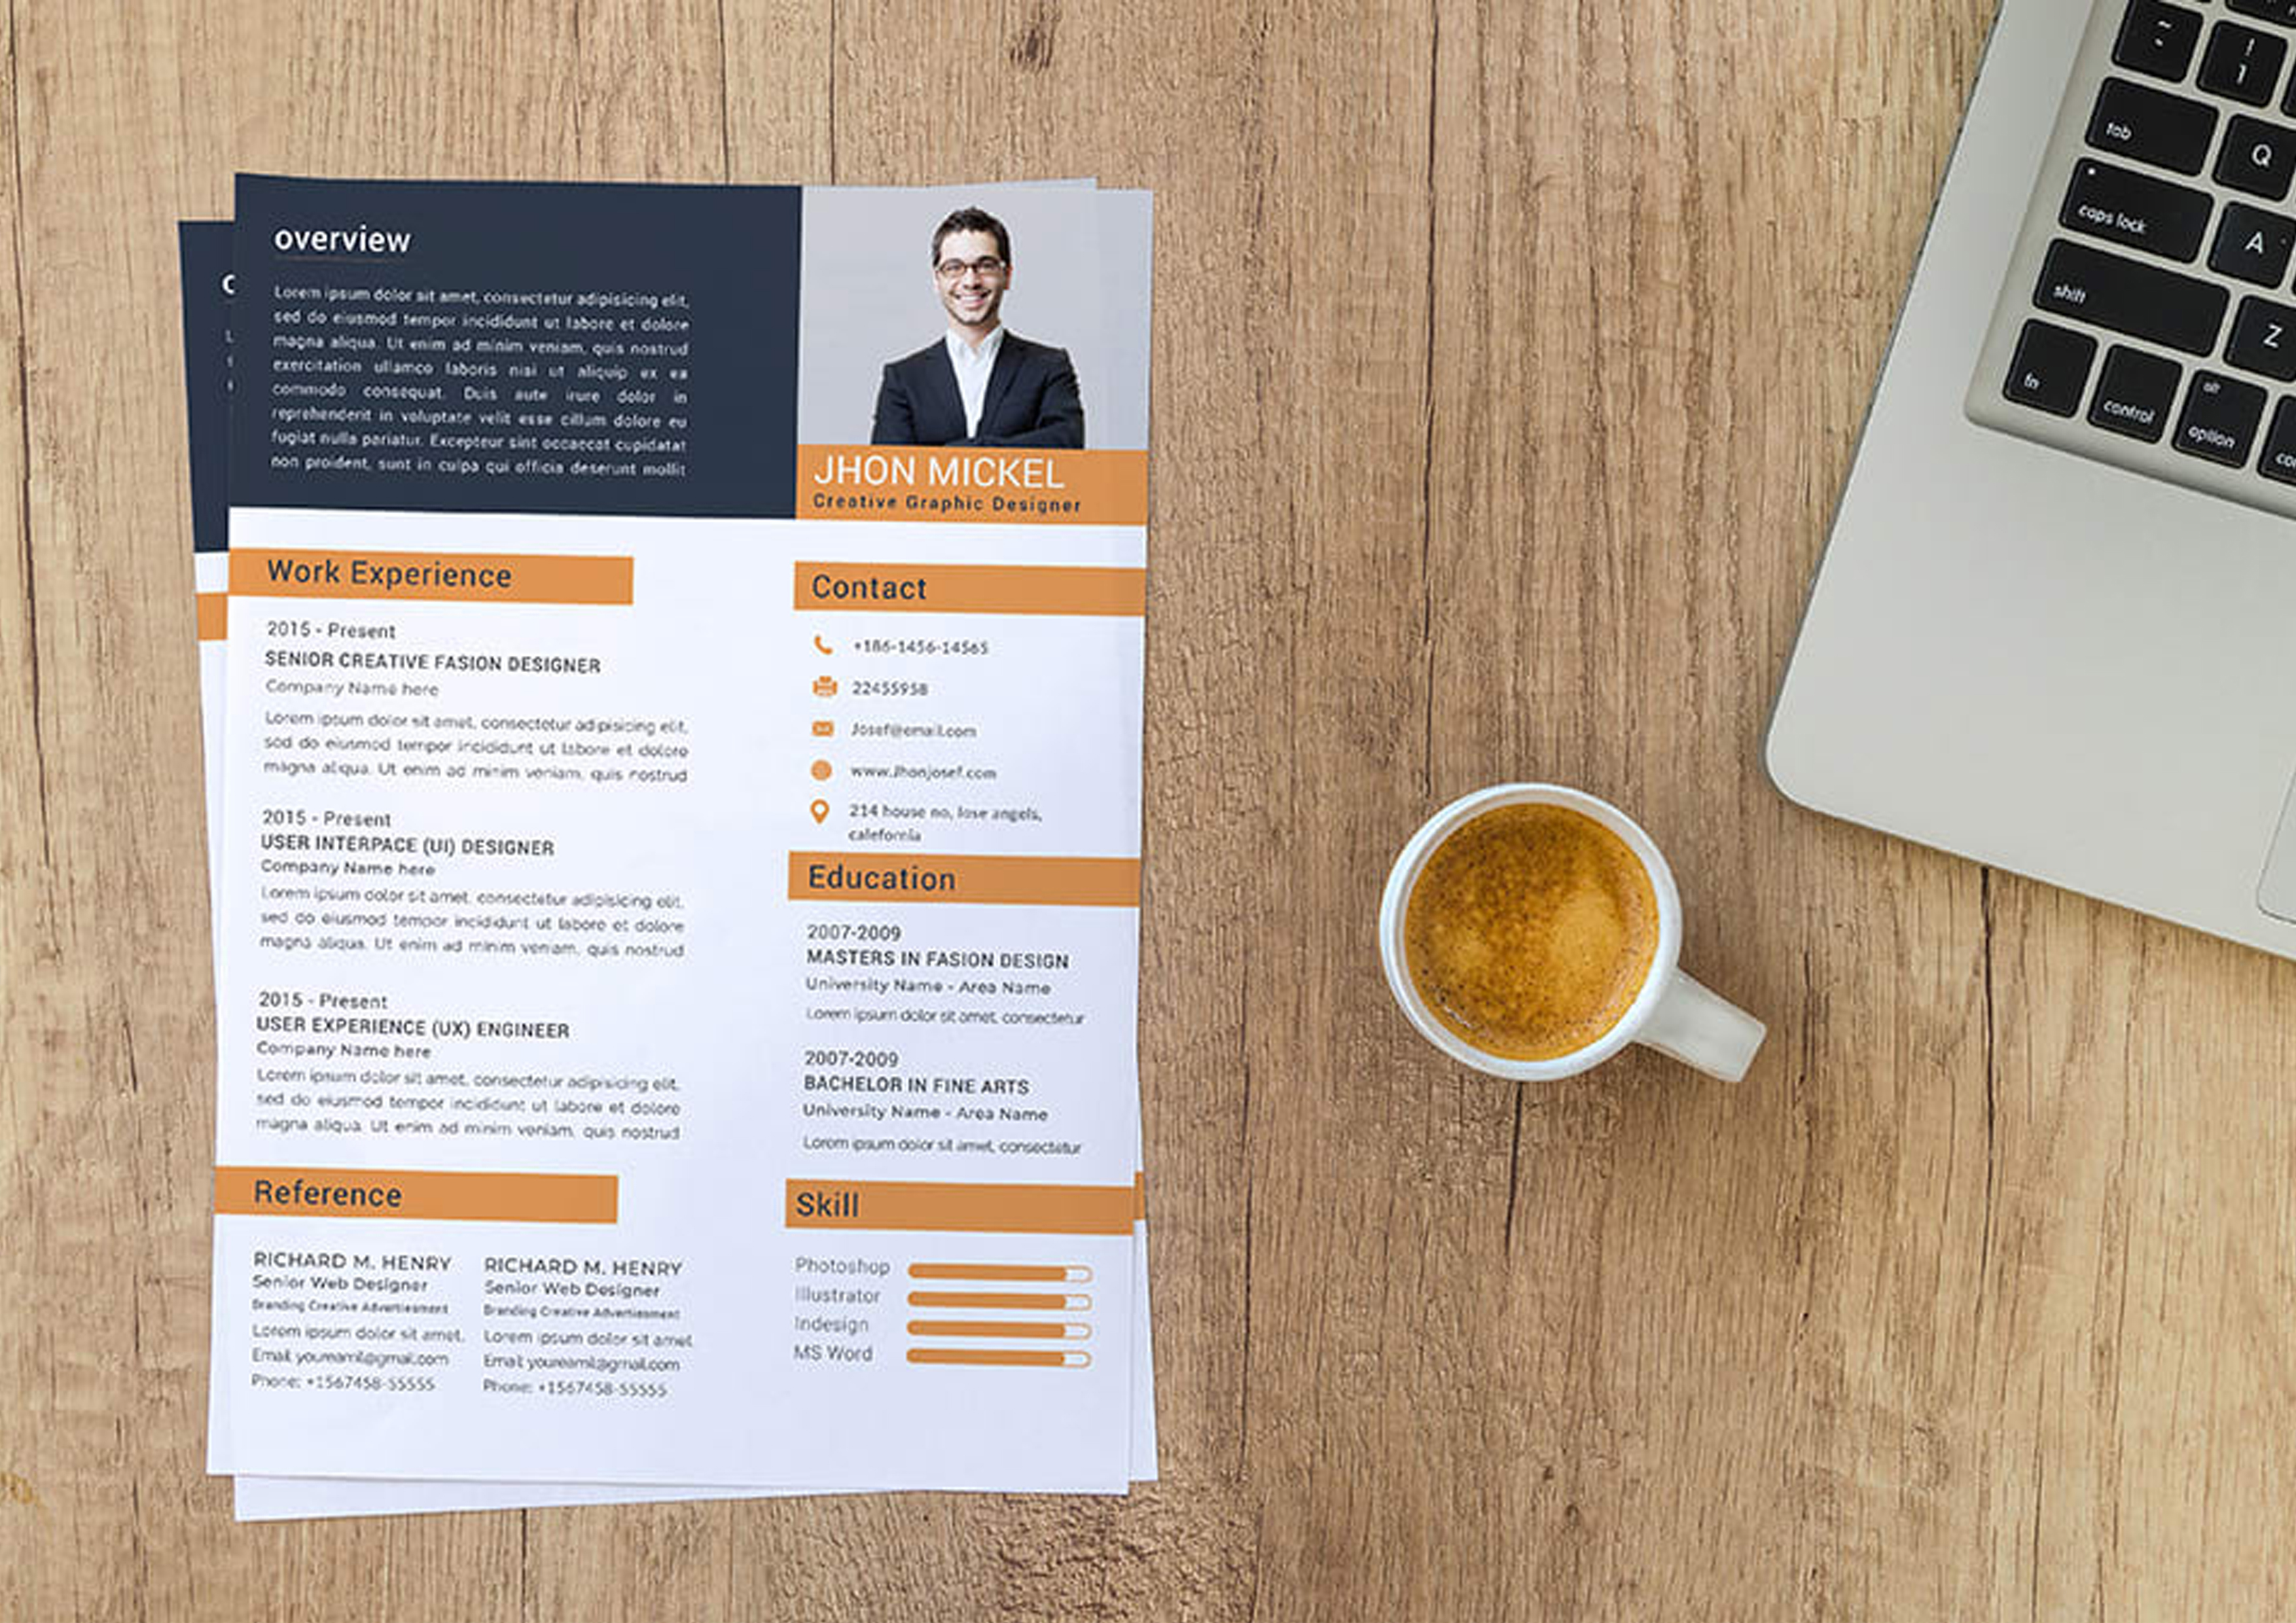 overview
Lorem ipsum dolor sit amet, consectetur adipisicing elit,
sed do eiusmod tempor incididunt ut labore et dolore
magna aliqua. Ut enim ad minim veniam, quis nostrud
exercitation ullamco laboris nisi ut aliquip ex ea
commodo consequat. Duis aute irure dolor in
reprehenderit in voluptate velit esse cillum dolore eu
fugiat nulla pariatur. Excepteur sint occaecat cupidatat
non proident, sunt in culpa qui officia deserunt mollit
JHON MICKEL
Creative Graphic Designer
Work Experience
2015 - Present
SENIOR CREATIVE FASION DESIGNER
Company Name here
Lorem ipsum dolor sit amet, consectetur adipisicing elit,
sed do eiusmod tempor incididunt ut labore et dolore
magna aliqua. Ut enim ad minim veniam, quis nostrud
2015 - Present
USER INTERPACE (UI) DESIGNER
Company Name here
Lorem ipsum dolor sit amet, consectetur adipisicing elit,
sed do eiusmod tempor incididunt ut labore et dolore
magna aliqua. Ut enim ad minim veniam, quis nostrud
2015 - Present
USER EXPERIENCE (UX) ENGINEER
Company Name here
Lorem ipsum dolor sit amet, consectetur adipisicing elit,
sed do eiusmod tempor incididunt ut labore et dolore
magna aliqua. Ut enim ad minim veniam, quis nostrud
Reference
RICHARD M. HENRY
Senior Web Designer
Branding Creative Advertiesment
Lorem ipsum dolor sit amet,
Email: youreamil@gmail.com
Phone: +1567458-55555
RICHARD M. HENRY
Senior Web Designer
Branding Creative Advertiesment
Lorem ipsum dolor sit amet
Email: youreamil@gmail.com
Phone: +1567458-55555
Contact
+186-1456-14565
22455958
Josef@email.com
www.Jhonjosef.com
214 house no, lose angels,
calefornia
Education
2007-2009
MASTERS IN FASION DESIGN
University Name - Area Name
Lorem ipsum dolor sit amet, consectetur
2007-2009
BACHELOR IN FINE ARTS
University Name - Area Name
Lorem ipsum dolor sit amet, consectetur
Skill
Photoshop
Illustrator
Indesign
MS Word
~
!
1
tab
Q
caps lock
A
shift
Z
fn
control
alt
option